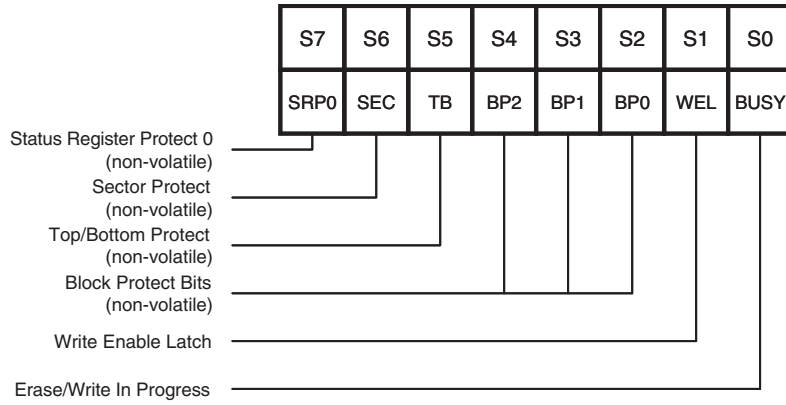 S7 S6 S5 S4 S3 S2 S1 S0
SRP0 SEC TB BP2 BP1 BP0 WEL BUSY
Status Register Protect 0
(non-volatile)
Sector Protect
(non-volatile)
Top/Bottom Protect
(non-volatile)
Block Protect Bits
(non-volatile)
Write Enable Latch
Erase/Write In Progress